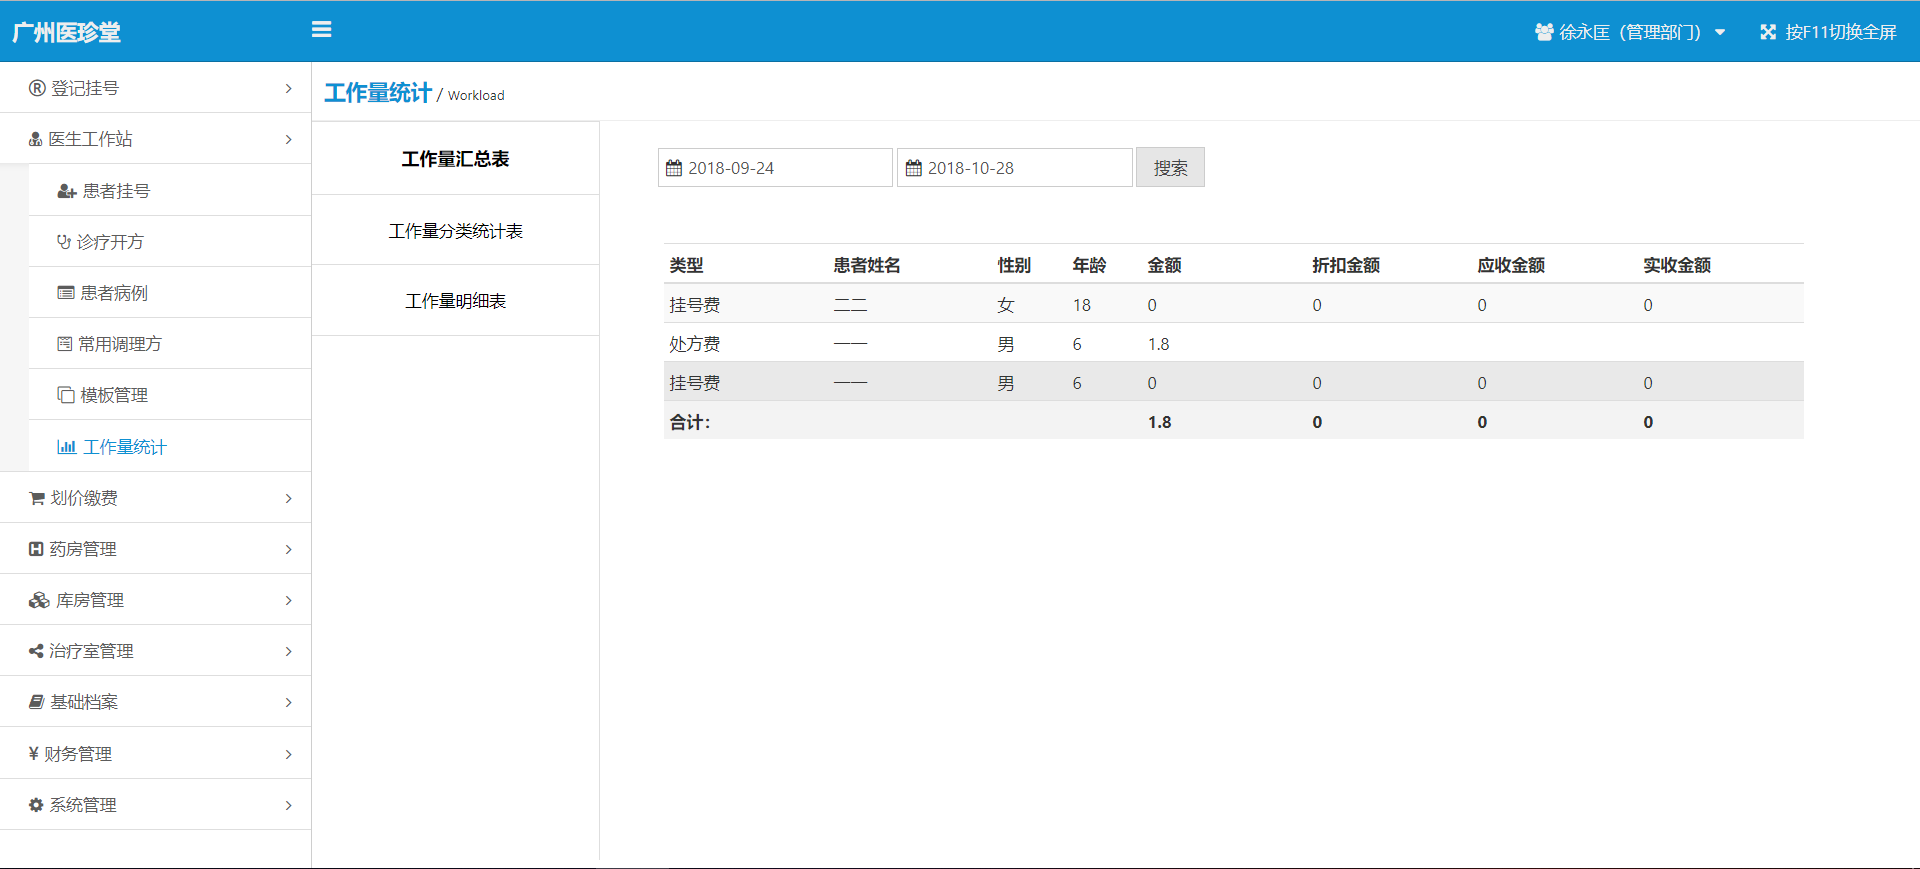 广州医珍堂
徐永匡（管理部门）
按F11切换全屏
登记挂号
医生工作站
患者挂号
诊疗开方
患者病例
常用调理方
模板管理
工作量统计
划价缴费
药房管理
库房管理
治疗室管理
基础档案
¥ 财务管理
系统管理
工作量统计 / Workload
工作量汇总表
工作量分类统计表
工作量明细表
2018-09-24 2018-10-28 搜索
类型 患者姓名 性别 年龄 金额 折扣金额 应收金额 实收金额
挂号费 二二 女 18 0 0 0 0
处方费 一一 男 6 1.8
挂号费 一一 男 6 0 0 0 0
合计： 1.8 0 0 0